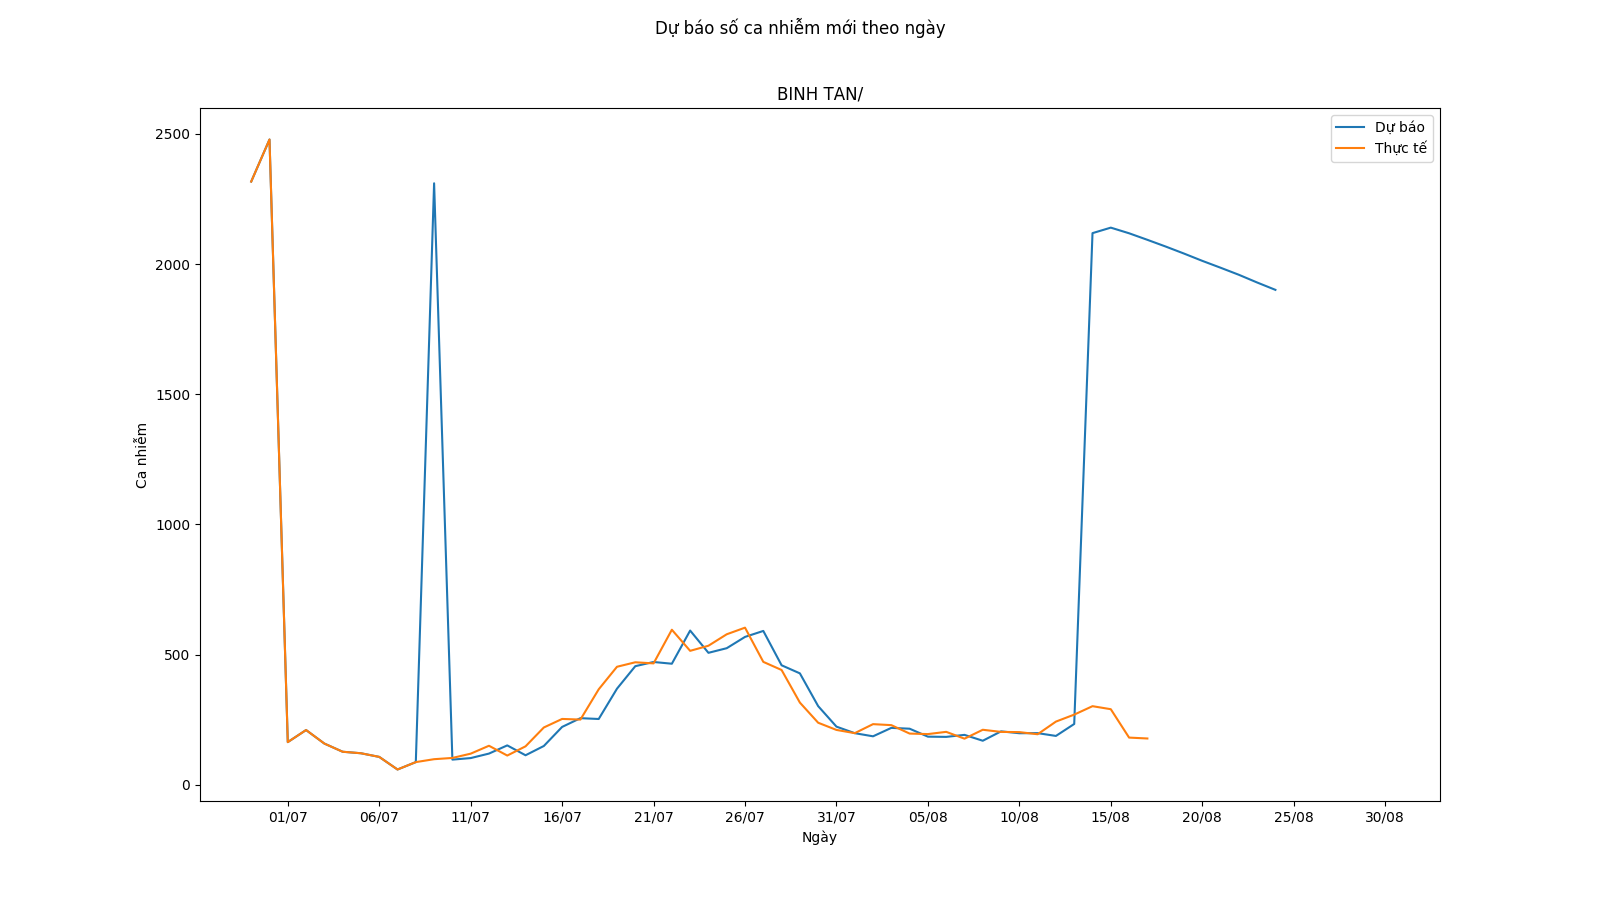 Dự báo số ca nhiễm mới theo ngày
BINH TAN/
Dự báo
Thực tế
2500
2000
1500
1000
500
0
Ca nhiễm
01/07 06/07 11/07 16/07 21/07 26/07 31/07 05/08 10/08 15/08 20/08 25/08 30/08
Ngày